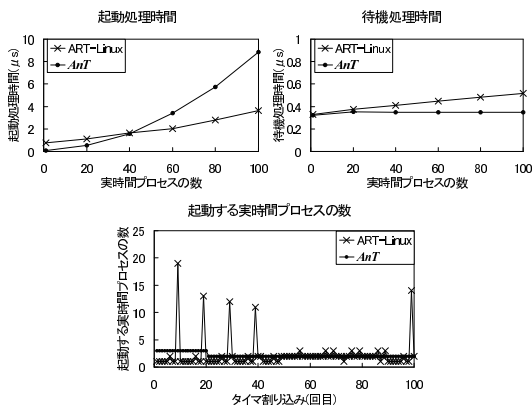 起動処理時間
起動処理時間(μs)
10
8
6
4
2
0
ART-Linux
AnT
0 20 40 60 80 100
実時間プロセスの数
待機処理時間
待機処理時間(μs)
1
0.8
0.6
0.4
0.2
0
ART-Linux
AnT
0 20 40 60 80 100
実時間プロセスの数
起動する実時間プロセスの数
起動する実時間プロセスの数
25
20
15
10
5
0
ART-Linux
AnT
0 20 40 60 80 100
タイマ割り込み(回目)